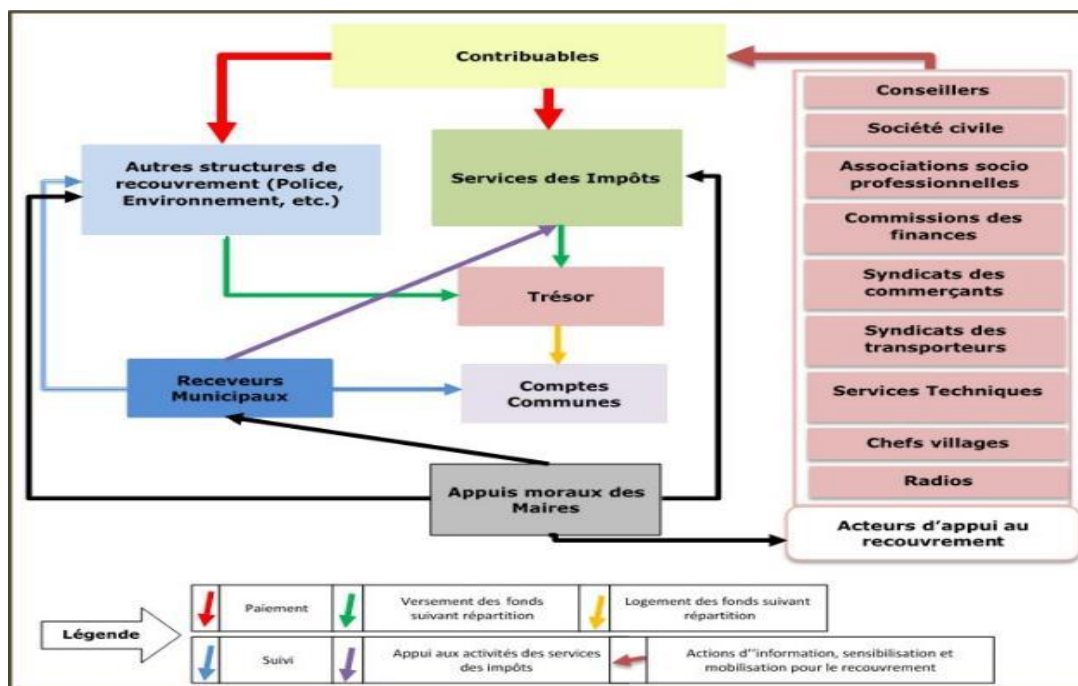 Contribuables
Autres structures de
recouvrement (Police,
Environnement, etc.)
Services des Impôts
Trésor
Receveurs
Municipaux
Comptes
Communes
Appuis moraux des
Maires
Conseillers
Société civile
Associations socio
professionnelles
Commissions des
finances
Syndicats des
commerçants
Syndicats des
transporteurs
Services Techniques
Chefs villages
Radios
Acteurs d'appui au
recouvrement
Légende
Paiement
Versement des fonds
suivant répartition
Logement des fonds suivant
répartition
Suivi
Appui aux activités des services
des impôts
Actions d''information, sensibilisation et
mobilisation pour le recouvrement